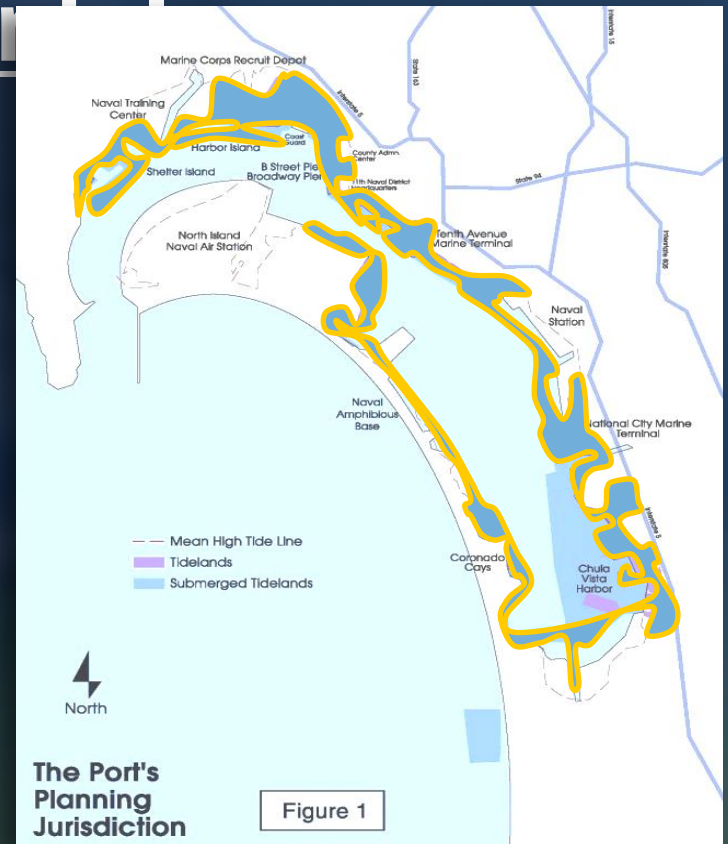 Interstate 15
State 163
Marine Corps Recruit Depot
Interstate 5
Naval Training
Center
Coast
Guard
Harbor Island
County Admn.
Center
Shelter Island
B Street Pier
Broadway Pier
11th Naval District
Headquarters
State 94
North Island
Naval Air Station
Tenth Avenue
Marine Terminal
Interstate 805
Naval
Station
Naval
Amphibious
Base
National City Marine
Terminal
Interstate 5
Mean High Tide Line
Tidelands
Submerged Tidelands
Coronado
Cays
Chula
Vista
Harbor
North
The Port's
Planning
Jurisdiction
Figure 1